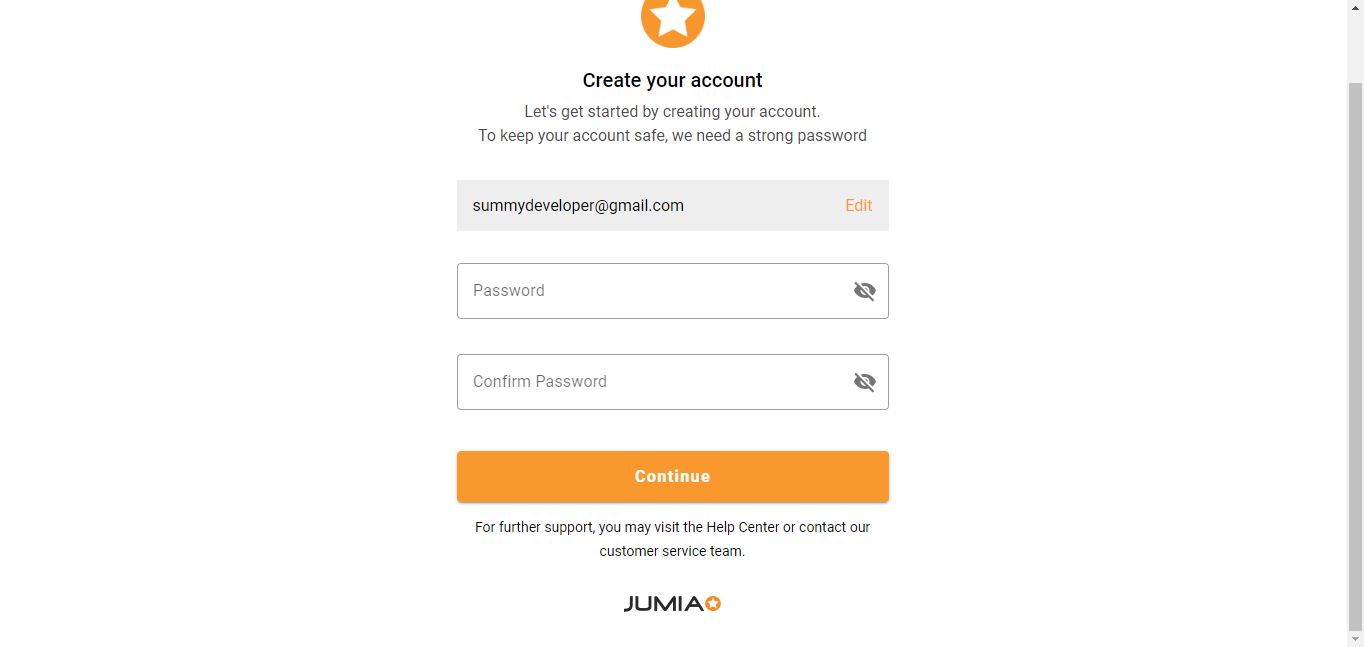 Create your account
Let's get started by creating your account.
To keep your account safe, we need a strong password
summydeveloper@gmail.com Edit
Password
Confirm Password
Continue
For further support, you may visit the Help Center or contact our
customer service team.
JUMIA